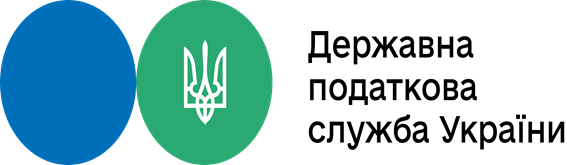 Державна
податкова
служба України